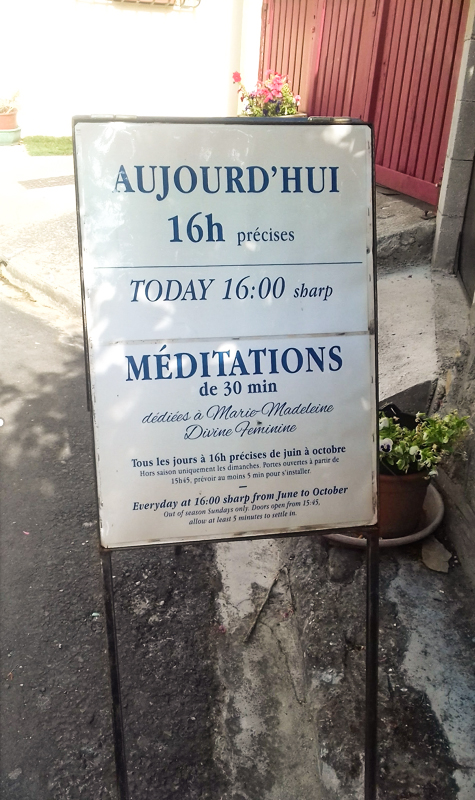 AUJOURD'HUI
16h précises
TODAY 16:00 sharp
MÉDITATIONS
de 30 min
dédiées à Marie-Madeleine
Divine Feminine
Tous les jours à 16h précises de juin à octobre
Hors saison uniquement les dimanches. Portes ouvertes à partir de
15h45, prévoir au moins 5 min pour s'installer.
Everyday at 16:00 sharp from June to October
Out of season Sundays only. Doors open from 15:45,
allow at least 5 minutes to settle in.